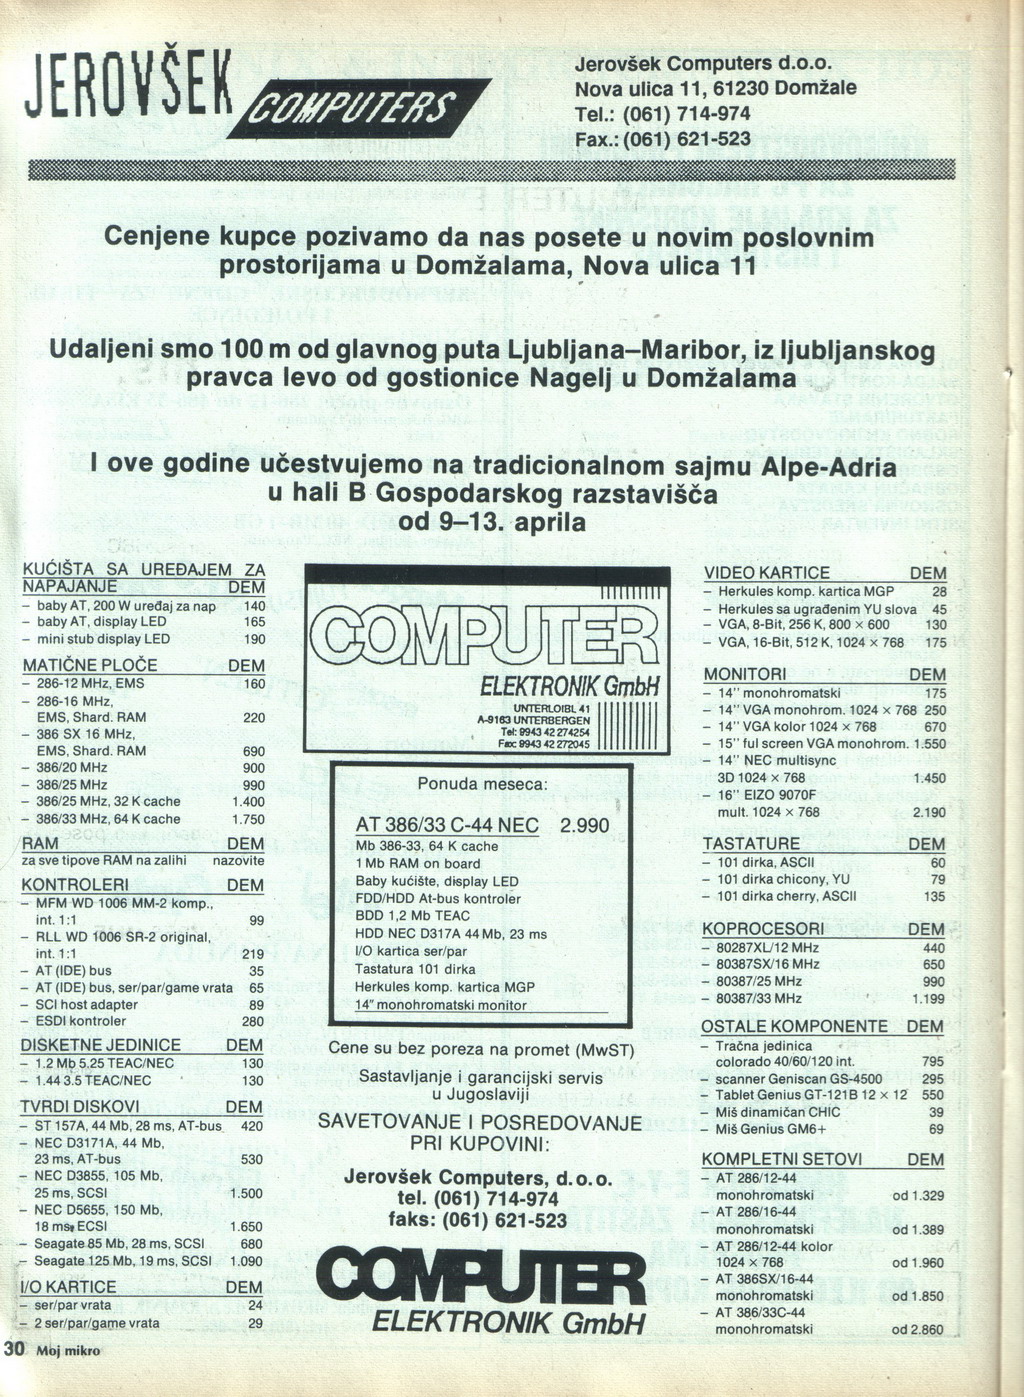 JEROVŠEK COMPUTERS
Jerovšek Computers d.o.o.
Nova ulica 11, 61230 Domžale
Tel.: (061) 714-974
Fax.: (061) 621-523
Cenjene kupce pozivamo da nas posete u novim poslovnim
prostorijama u Domžalama, Nova ulica 11
Udaljeni smo 100 m od glavnog puta Ljubljana–Maribor, iz ljubljanskog
pravca levo od gostionice Nagelj u Domžalama
I ove godine učestvujemo na tradicionalnom sajmu Alpe-Adria
u hali B Gospodarskog razstavišča
od 9–13. aprila
KUĆIŠTA SA UREĐAJEM ZA
NAPAJANJE DEM
– baby AT, 200 W uređaj za nap 140
– baby AT, display LED 165
– mini stub display LED 190
MATIČNE PLOČE DEM
– 286-12 MHz, EMS 160
– 286-16 MHz,
EMS, Shard. RAM 220
– 386 SX 16 MHz,
EMS, Shard. RAM 690
– 386/20 MHz 900
– 386/25 MHz 990
– 386/25 MHz, 32 K cache 1.400
– 386/33 MHz, 64 K cache 1.750
RAM DEM
za sve tipove RAM na zalihi nazovite
KONTROLERI DEM
– MFM WD 1006 MM-2 komp.,
int. 1:1 99
– RLL WD 1006 SR-2 original,
int. 1:1 219
– AT (IDE) bus 35
– AT (IDE) bus, ser/par/game vrata 65
– SCI host adapter 89
– ESDI kontroler 280
DISKETNE JEDINICE DEM
– 1.2 Mb 5,25 TEAC/NEC 130
– 1.44 3.5 TEAC/NEC 130
TVRDI DISKOVI DEM
– ST 157A, 44 Mb, 28 ms, AT-bus 420
– NEC D3171A, 44 Mb,
23 ms, AT-bus 530
– NEC D3855, 105 Mb,
25 ms, SCSI 1.500
– NEC D5655, 150 Mb,
18 ms, ECSI 1.650
– Seagate 85 Mb, 28 ms, SCSI 680
– Seagate 125 Mb, 19 ms, SCSI 1.090
I/O KARTICE DEM
– ser/par vrata 24
– 2 ser/par/game vrata 29
COMPUTER
ELEKTRONIK GmbH
UNTERLOIBL 41
A-9163 UNTERBERGEN
Tel: 9943 42 274254
Fax: 9943 42 272045
Ponuda meseca:
AT 386/33 C-44 NEC 2.990
Mb 386-33, 64 K cache
1 Mb RAM on board
Baby kućište, display LED
FDD/HDD At-bus kontroler
BDD 1,2 Mb TEAC
HDD NEC D317A 44 Mb, 23 ms
I/O kartica ser/par
Tastatura 101 dirka
Herkules komp. kartica MGP
14" monohromatski monitor
Cene su bez poreza na promet (MwST)
Sastavljanje i garancijski servis
u Jugoslaviji
SAVETOVANJE I POSREDOVANJE
PRI KUPOVINI:
Jerovšek Computers, d.o.o.
tel. (061) 714-974
faks: (061) 621-523
COMPUTER
ELEKTRONIK GmbH
VIDEO KARTICE DEM
– Herkules komp. kartica MGP 28
– Herkules sa ugrađenim YU slova 45
– VGA, 8-Bit, 256 K, 800 × 600 130
– VGA, 16-Bit, 512 K, 1024 × 768 175
MONITORI DEM
– 14" monohromatski 175
– 14" VGA monohrom. 1024 × 768 250
– 14" VGA kolor 1024 × 768 670
– 15" ful screen VGA monohrom. 1.550
– 14" NEC multisync
3D 1024 × 768 1.450
– 16" EIZO 9070F
mult. 1024 × 768 2.190
TASTATURE DEM
– 101 dirka, ASCII 60
– 101 dirka chicony, YU 79
– 101 dirka cherry, ASCII 135
KOPROCESORI DEM
– 80287XL/12 MHz 440
– 80387SX/16 MHz 650
– 80387/25 MHz 990
– 80387/33 MHz 1.199
OSTALE KOMPONENTE DEM
– Tračna jedinica
colorado 40/60/120 int. 795
– scanner Geniscan GS-4500 295
– Tablet Genius GT-121B 12 × 12 550
– Miš dinamičan CHIC 39
– Miš Genius GM6+ 69
KOMPLETNI SETOVI DEM
– AT 286/12-44
monohromatski od 1.329
– AT 286/16-44
monohromatski od 1.389
– AT 286/12-44 kolor
1024 × 768 od 1.960
– AT 386SX/16-44
monohromatski od 1.850
– AT 386/33C-44
monohromatski od 2.860
30 Moj mikro